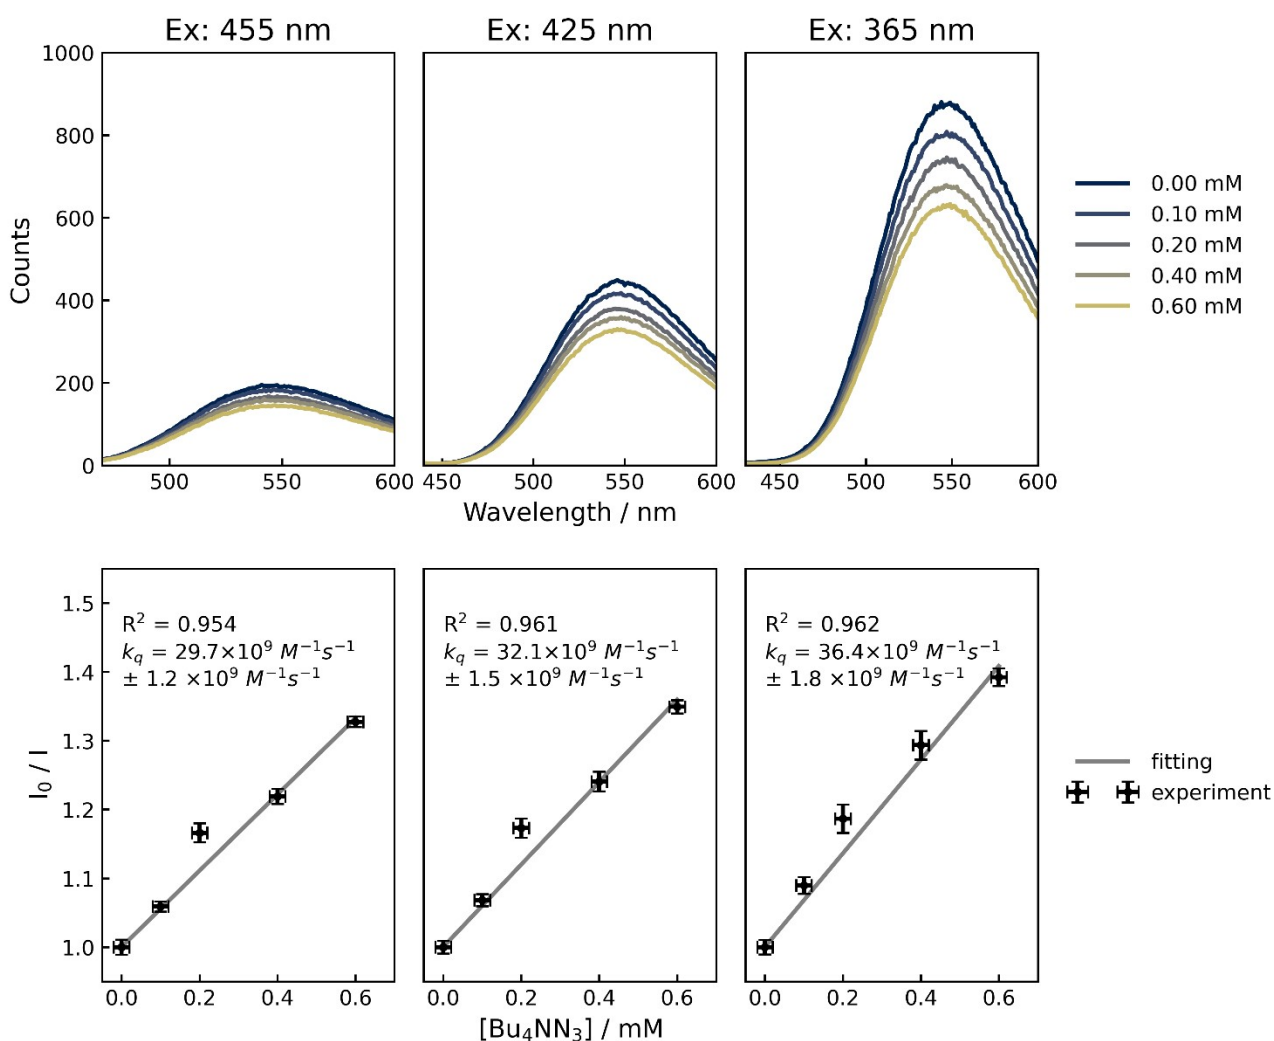 Ex: 455 nm
Ex: 425 nm
Ex: 365 nm
1000
800
600
400
200
0
Counts
500 550 600
450 500 550 600
450 500 550 600
Wavelength / nm
0.00 mM
0.10 mM
0.20 mM
0.40 mM
0.60 mM
1.5
1.4
1.3
1.2
1.1
1.0
I₀ / I
R² = 0.954
k_q = 29.7×10⁹ M⁻¹s⁻¹
± 1.2 ×10⁹ M⁻¹s⁻¹
R² = 0.961
k_q = 32.1×10⁹ M⁻¹s⁻¹
± 1.5 ×10⁹ M⁻¹s⁻¹
R² = 0.962
k_q = 36.4×10⁹ M⁻¹s⁻¹
± 1.8 ×10⁹ M⁻¹s⁻¹
0.0 0.2 0.4 0.6
0.0 0.2 0.4 0.6
0.0 0.2 0.4 0.6
[Bu₄NN₃] / mM
fitting
experiment